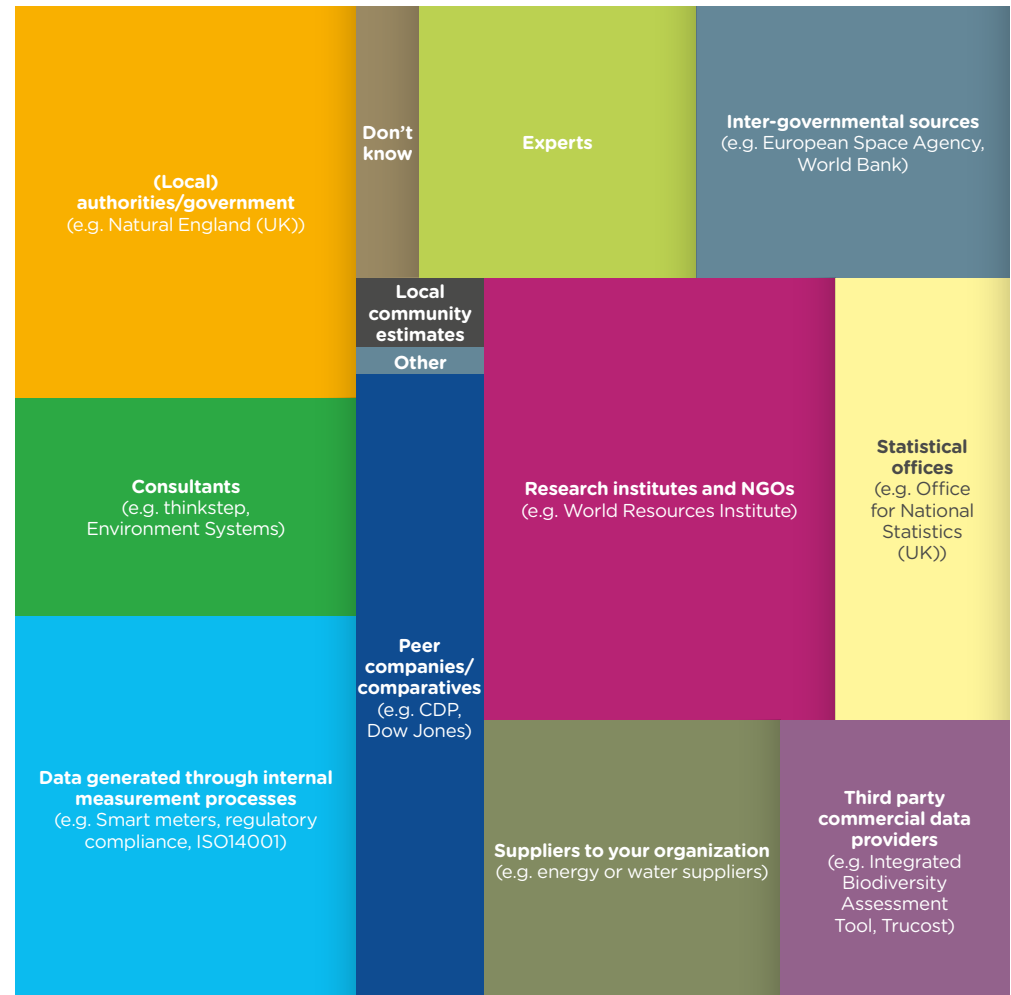 (Local)
authorities/government
(e.g. Natural England (UK))
Don’t
know
Experts
Inter-governmental sources
(e.g. European Space Agency,
World Bank)
Local
community
estimates
Other
Consultants
(e.g. thinkstep,
Environment Systems)
Research institutes and NGOs
(e.g. World Resources Institute)
Statistical
offices
(e.g. Office
for National
Statistics
(UK))
Peer
companies/
comparatives
(e.g. CDP,
Dow Jones)
Data generated through internal
measurement processes
(e.g. Smart meters, regulatory
compliance, ISO14001)
Suppliers to your organization
(e.g. energy or water suppliers)
Third party
commercial data
providers
(e.g. Integrated
Biodiversity
Assessment
Tool, Trucost)